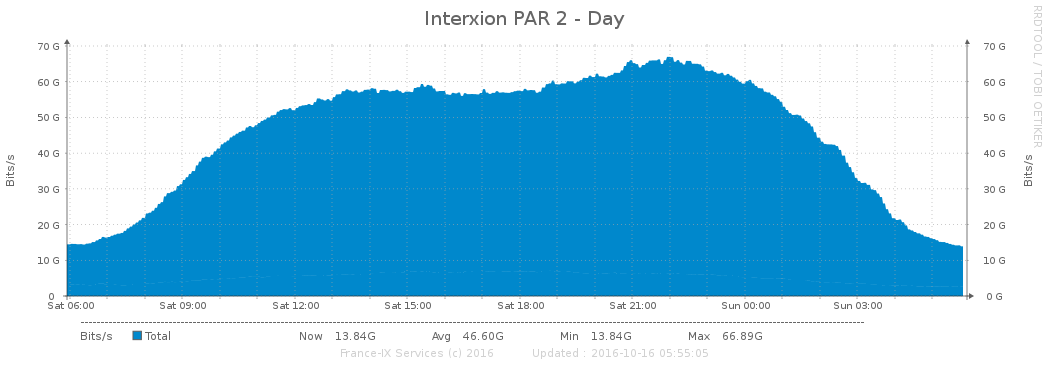 Interxion PAR 2 - Day
RRDTOOL / TOBI OETIKER
70 G 70 G
60 G 60 G
50 G 50 G
40 G 40 G
30 G 30 G
20 G 20 G
10 G 10 G
0 0 G
Bits/s
Bits/s
Sat 06:00 Sat 09:00 Sat 12:00 Sat 15:00 Sat 18:00 Sat 21:00 Sun 00:00 Sun 03:00
Bits/s Total Now 13.84G Avg 46.60G Min 13.84G Max 66.89G
France-IX Services (c) 2016 Updated : 2016-10-16 05:55:05